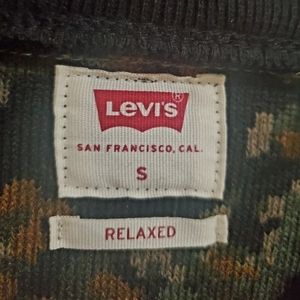 Levi's®
SAN FRANCISCO, CAL.
S
RELAXED